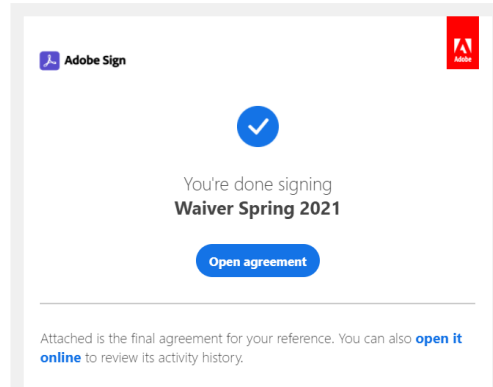 Adobe Sign
Adobe
You're done signing
Waiver Spring 2021
Open agreement
Attached is the final agreement for your reference. You can also open it
online to review its activity history.